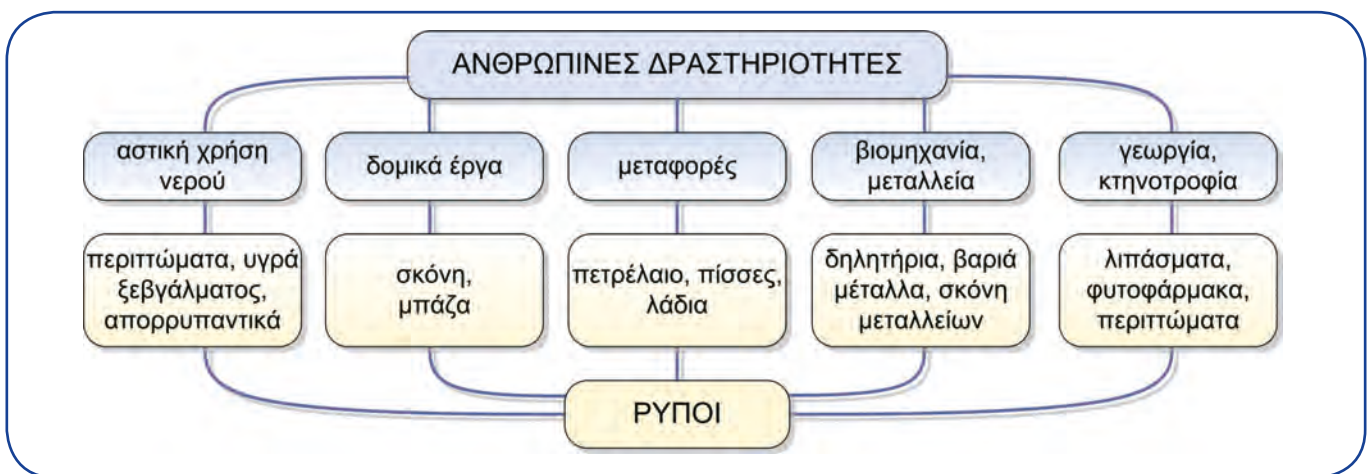 ΑΝΘΡΩΠΙΝΕΣ ΔΡΑΣΤΗΡΙΟΤΗΤΕΣ
αστική χρήση
νερού
δομικά έργα
μεταφορές
βιομηχανία,
μεταλλεία
γεωργία,
κτηνοτροφία
περιττώματα, υγρά
ξεβγάλματος,
απορρυπαντικά
σκόνη,
μπάζα
πετρέλαιο, πίσσες,
λάδια
δηλητήρια, βαριά
μέταλλα, σκόνη
μεταλλείων
λιπάσματα,
φυτοφάρμακα,
περιττώματα
ΡΥΠΟΙ